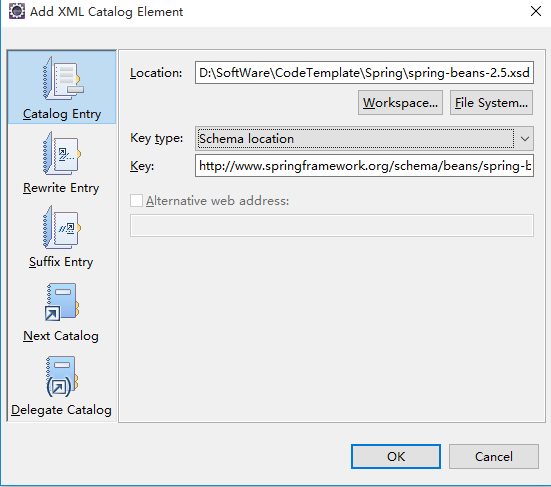 Add XML Catalog Element
Catalog Entry
Rewrite Entry
Suffix Entry
Next Catalog
Delegate Catalog
Location: D:\SoftWare\CodeTemplate\Spring\spring-beans-2.5.xsd
Workspace... File System...
Key type: Schema location
Key: http://www.springframework.org/schema/beans/spring-b
Alternative web address:
OK Cancel